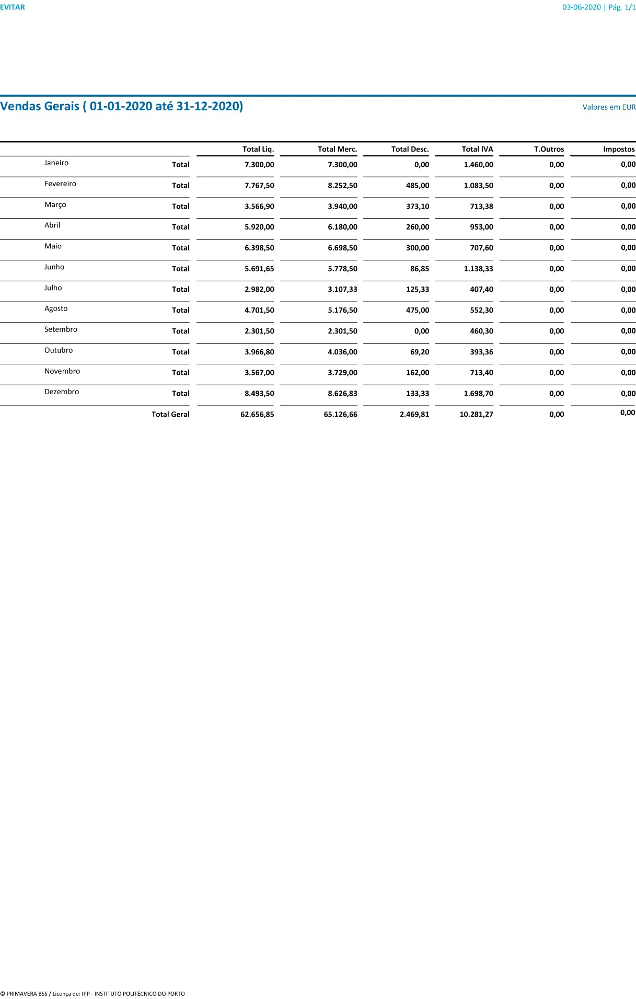 EVITAR 03-06-2020 | Pág. 1/1
Vendas Gerais ( 01-01-2020 até 31-12-2020) Valores em EUR
Total Liq. Total Merc. Total Desc. Total IVA T.Outros Impostos
Janeiro Total 7.300,00 7.300,00 0,00 1.460,00 0,00 0,00
Fevereiro Total 7.767,50 8.252,50 485,00 1.083,50 0,00 0,00
Março Total 3.566,90 3.940,00 373,10 713,38 0,00 0,00
Abril Total 5.920,00 6.180,00 260,00 953,00 0,00 0,00
Maio Total 6.398,50 6.698,50 300,00 707,60 0,00 0,00
Junho Total 5.691,65 5.778,50 86,85 1.138,33 0,00 0,00
Julho Total 2.982,00 3.107,33 125,33 407,40 0,00 0,00
Agosto Total 4.701,50 5.176,50 475,00 552,30 0,00 0,00
Setembro Total 2.301,50 2.301,50 0,00 460,30 0,00 0,00
Outubro Total 3.966,80 4.036,00 69,20 393,36 0,00 0,00
Novembro Total 3.567,00 3.729,00 162,00 713,40 0,00 0,00
Dezembro Total 8.493,50 8.626,83 133,33 1.698,70 0,00 0,00
Total Geral 62.656,85 65.126,66 2.469,81 10.281,27 0,00 0,00
© PRIMAVERA BSS / Licença de: IPP - INSTITUTO POLITÉCNICO DO PORTO